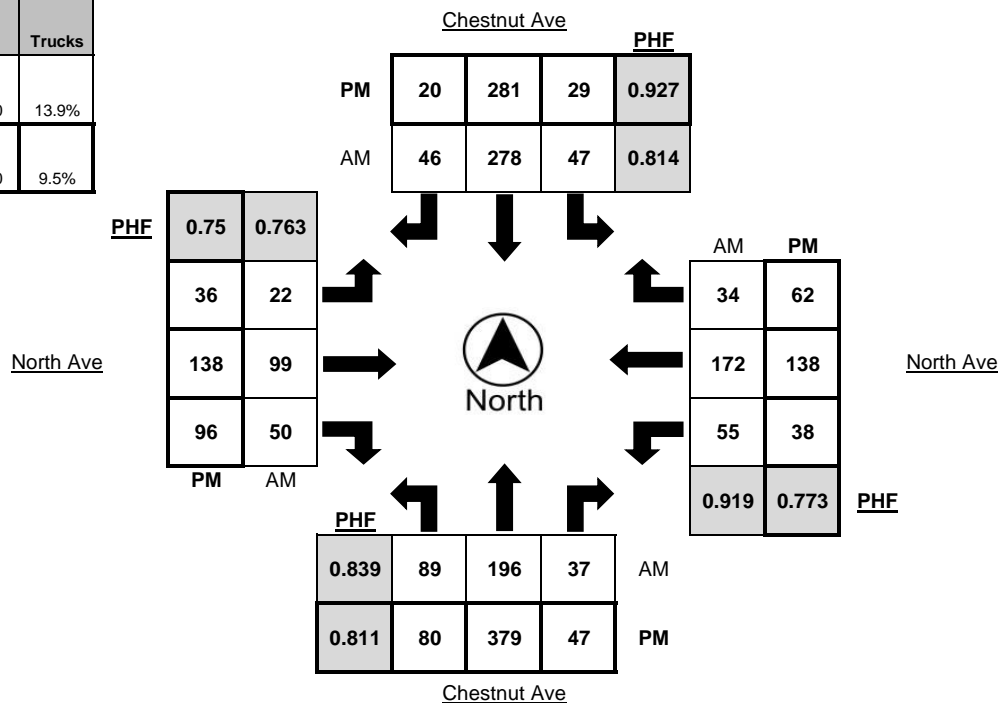 Trucks
13.9%
9.5%
Chestnut Ave
PHF
PM 20 281 29 0.927
AM 46 278 47 0.814
PHF 0.75 0.763
36 22
North Ave 138 99
96 50
PM AM
North
AM PM
34 62
172 138 North Ave
55 38
0.919 0.773 PHF
PHF
0.839 89 196 37 AM
0.811 80 379 47 PM
Chestnut Ave